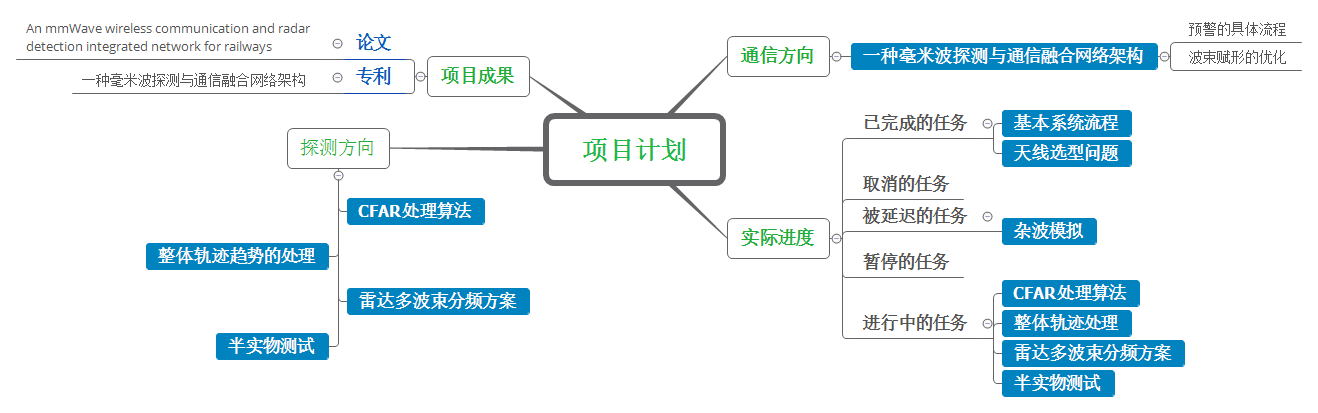 项目计划
项目成果
论文
An mmWave wireless communication and radar
detection integrated network for railways
专利
一种毫米波探测与通信融合网络架构
探测方向
CFAR处理算法
整体轨迹趋势的处理
雷达多波束分频方案
半实物测试
通信方向
一种毫米波探测与通信融合网络架构
预警的具体流程
波束赋形的优化
实际进度
已完成的任务
基本系统流程
天线选型问题
取消的任务
被延迟的任务
杂波模拟
暂停的任务
进行中的任务
CFAR处理算法
整体轨迹处理
雷达多波束分频方案
半实物测试